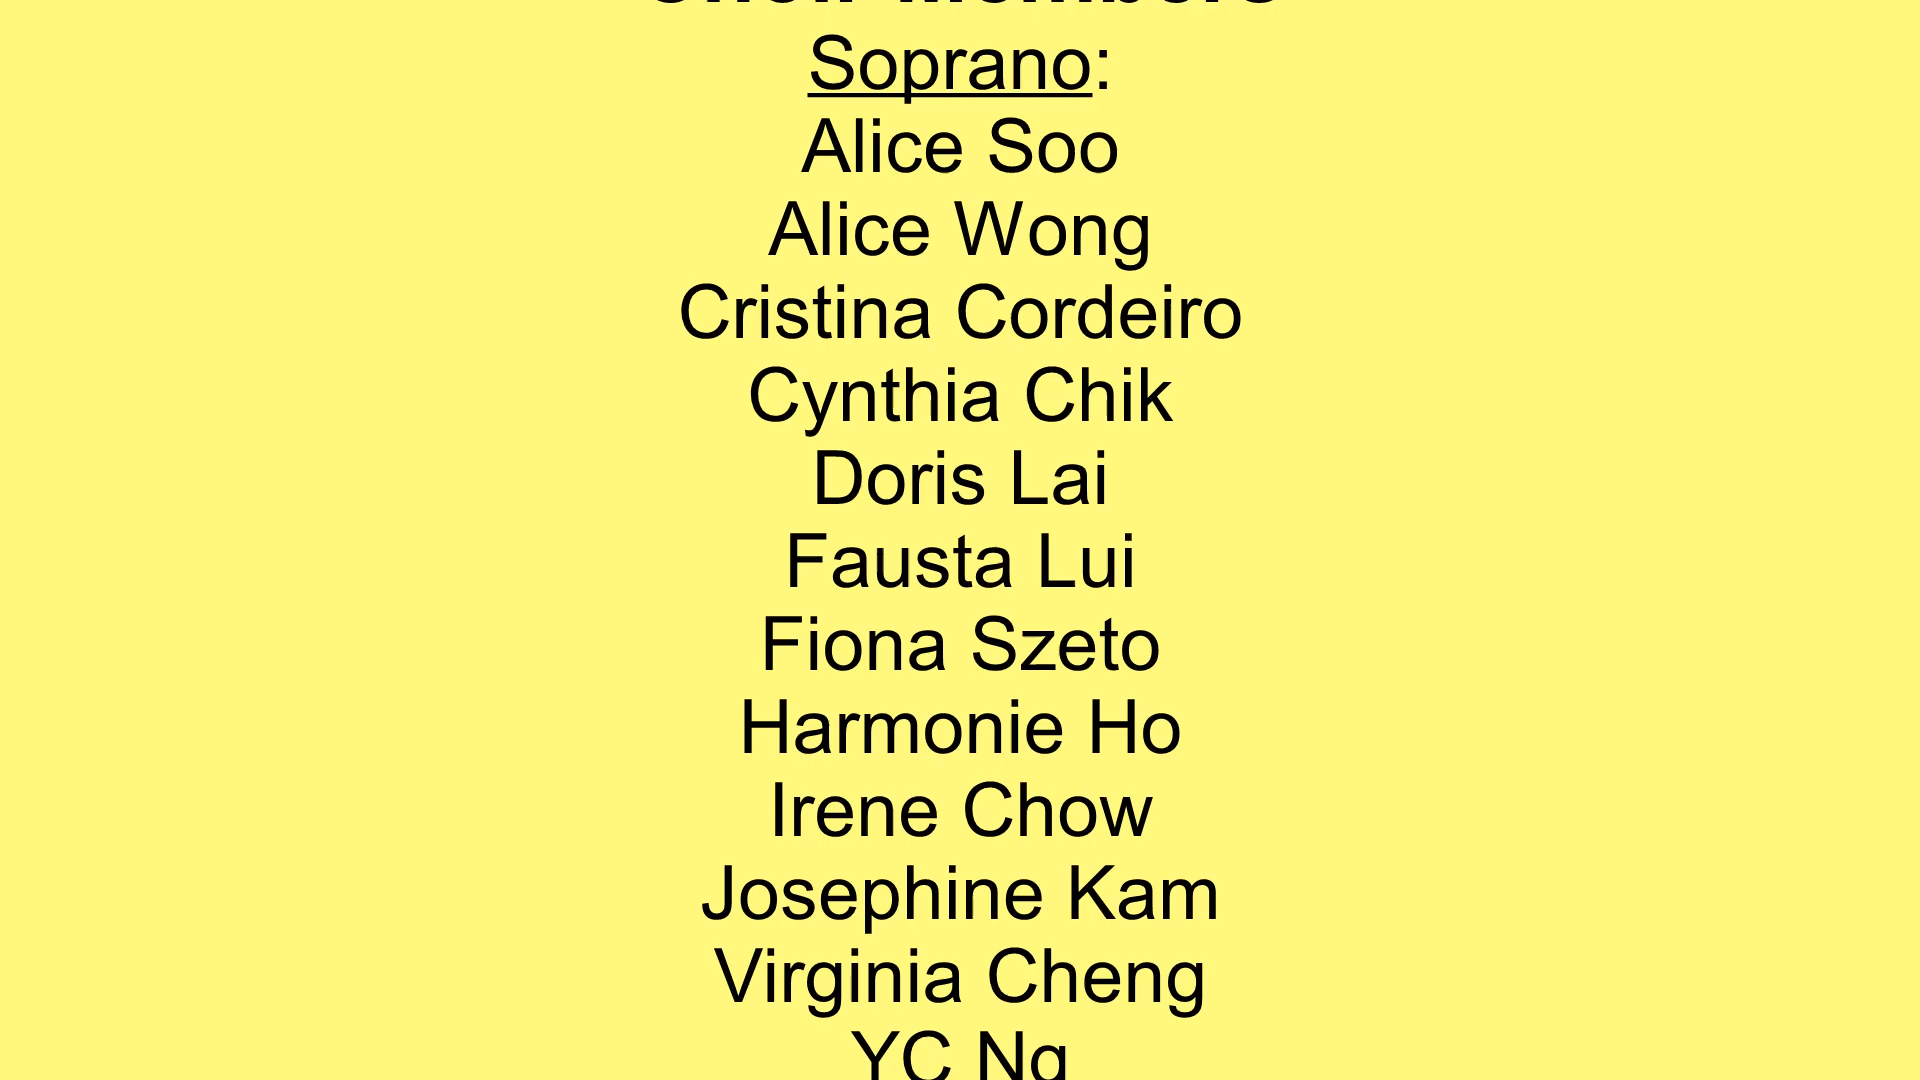 Choir Members
Soprano:
Alice Soo
Alice Wong
Cristina Cordeiro
Cynthia Chik
Doris Lai
Fausta Lui
Fiona Szeto
Harmonie Ho
Irene Chow
Josephine Kam
Virginia Cheng
YC Ng